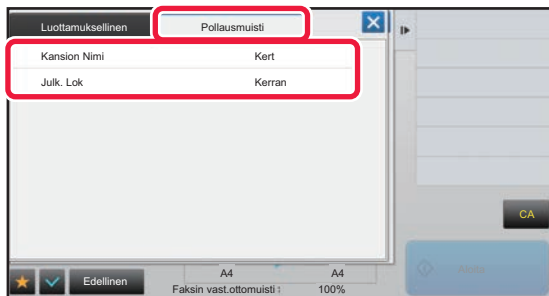 Luottamuksellinen
Pollausmuisti
Kansion Nimi Kert
Julk. Lok Kerran
CA
A4 A4
Edellinen
Faksin vast.ottomuisti : 100%